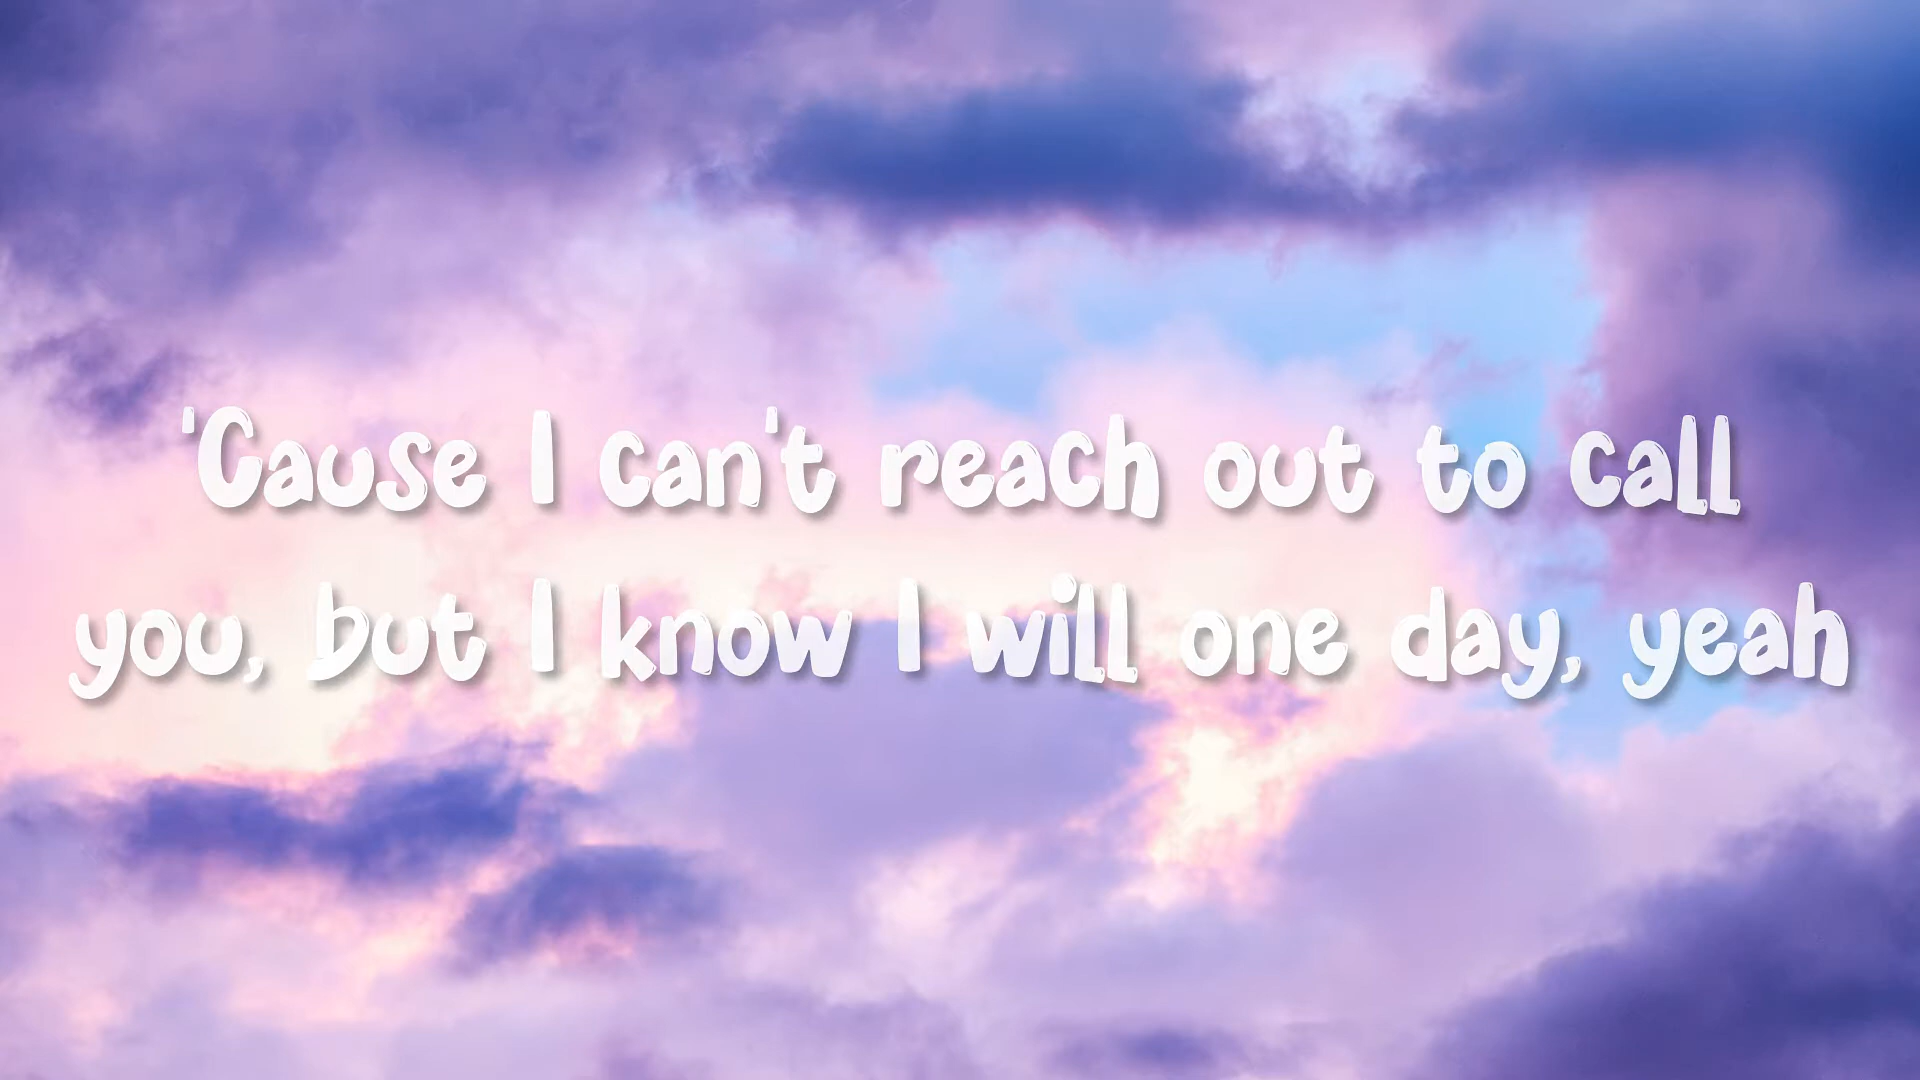 'Cause I can't reach out to call
you, but I know I will one day, yeah